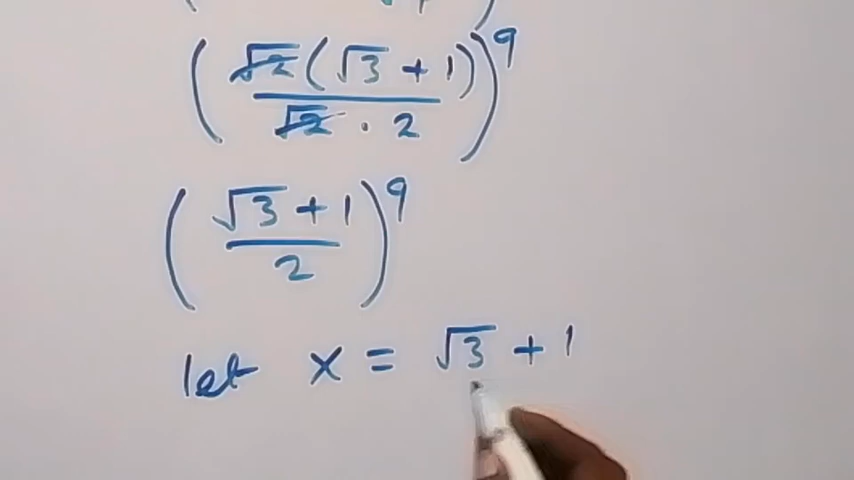 ( √2 ( √3 + 1 ) / √2 · 2 )^9
( √3 + 1 / 2 )^9
let x = √3 + 1